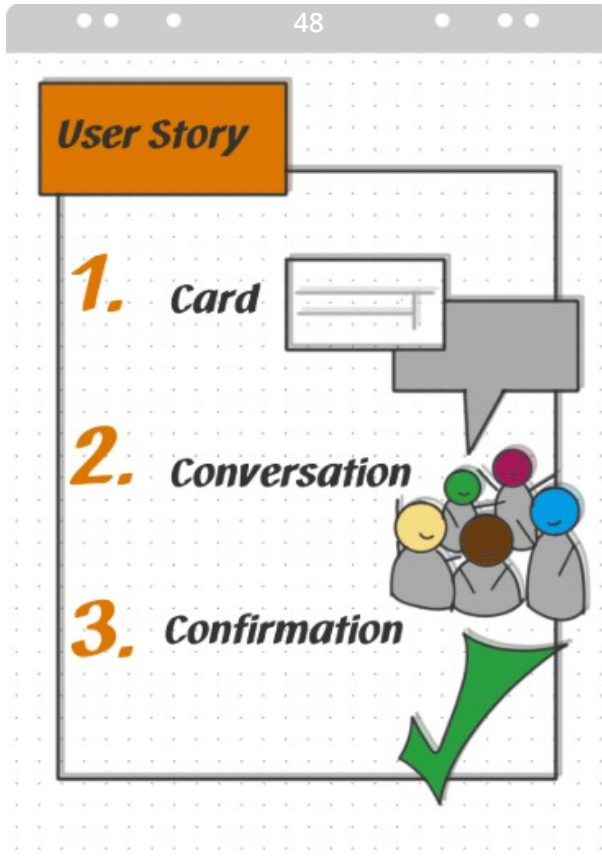 48
User Story
1. Card
2. Conversation
3. Confirmation